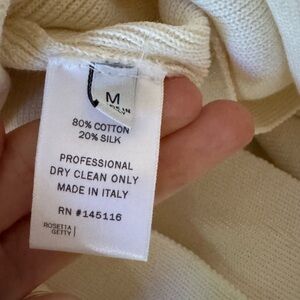 M
80% COTTON
20% SILK
PROFESSIONAL
DRY CLEAN ONLY
MADE IN ITALY
RN #145116
ROSETTA
GETTY